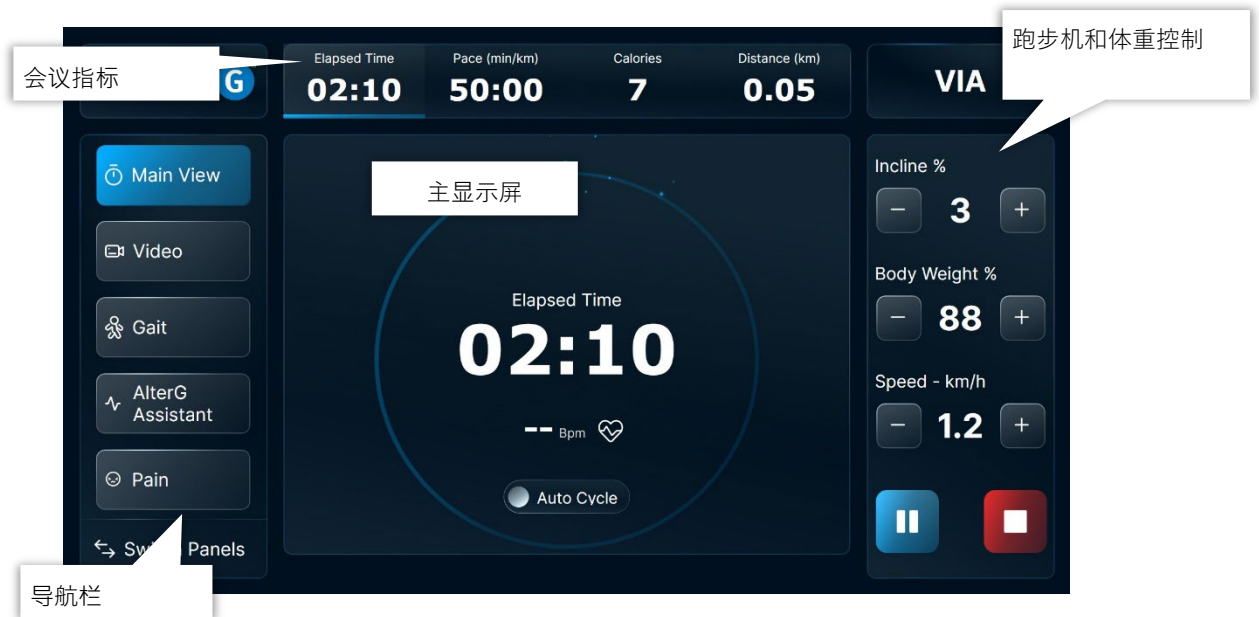 跑步机和体重控制
会议指标
G
Elapsed Time
02:10
Pace (min/km)
50:00
Calories
7
Distance (km)
0.05
VIA
Main View
Video
Gait
AlterG
Assistant
Pain
Panels
导航栏
主显示屏
Elapsed Time
02:10
-- Bpm
Auto Cycle
Incline %
− 3 +
Body Weight %
− 88 +
Speed - km/h
− 1.2 +